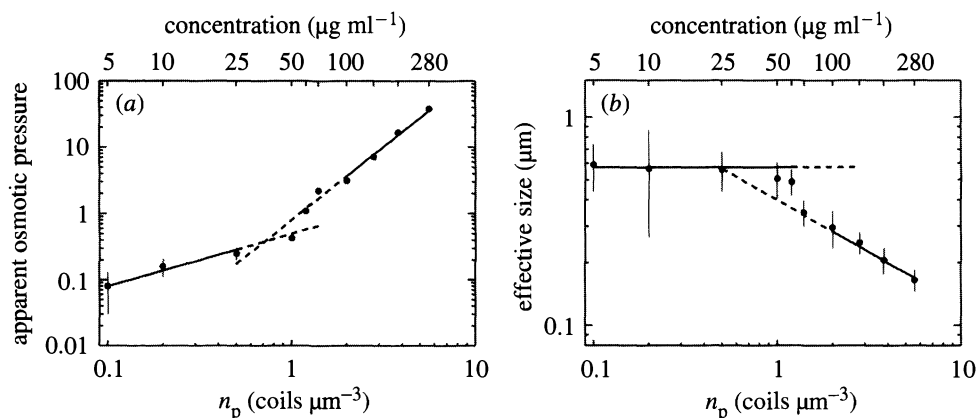 concentration (μg ml⁻¹)
5 10 25 50 100 280
(a)
apparent osmotic pressure
100
10
1
0.1
0.01
0.1 1 10
nₚ (coils μm⁻³)
concentration (μg ml⁻¹)
5 10 25 50 100 280
(b)
effective size (μm)
1
0.1
0.1 1 10
nₚ (coils μm⁻³)